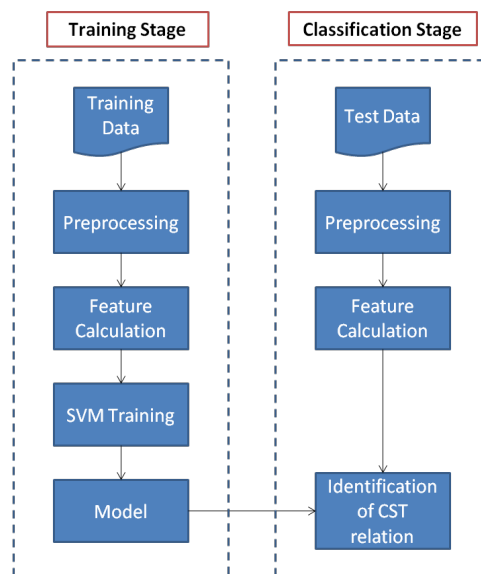 Training Stage
Classification Stage
Training
Data
Preprocessing
Feature
Calculation
SVM Training
Model
Test Data
Preprocessing
Feature
Calculation
Identification
of CST
relation